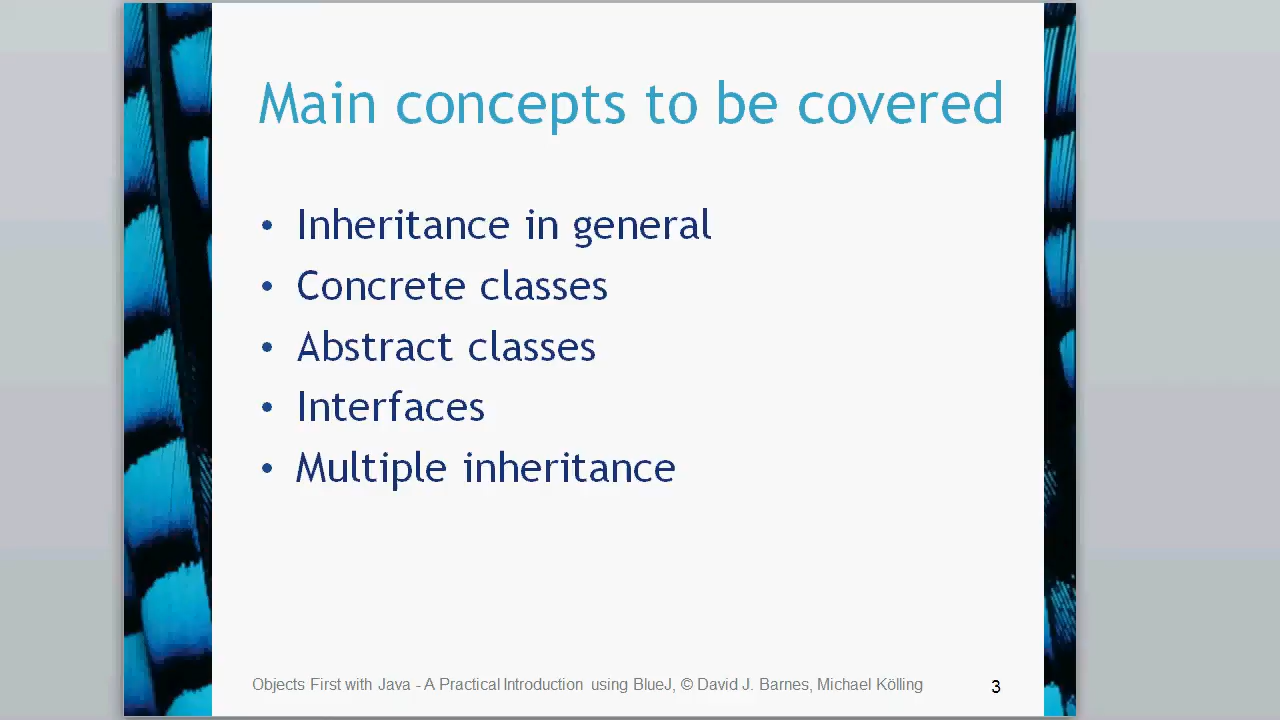 Main concepts to be covered
• Inheritance in general
• Concrete classes
• Abstract classes
• Interfaces
• Multiple inheritance
Objects First with Java - A Practical Introduction using BlueJ, © David J. Barnes, Michael Kölling
3